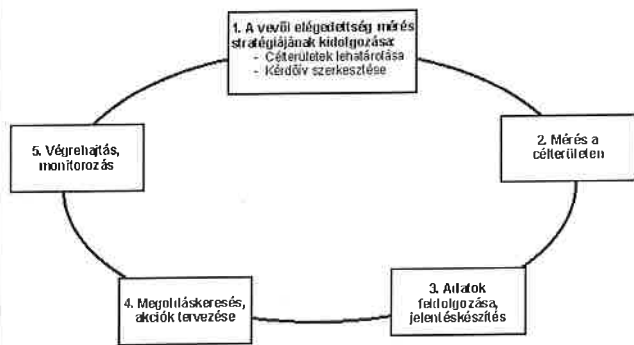 1. A vevői elégedettség mérés
stratégiájának kidolgozása:
- Célterületek lehatárolása
- Kérdőív szerkesztése
2. Mérés a
célterületen
3. Adatok
feldolgozása,
jelentéskészítés
4. Megoldáskeresés,
akciók tervezése
5. Végrehajtás,
monitorozás